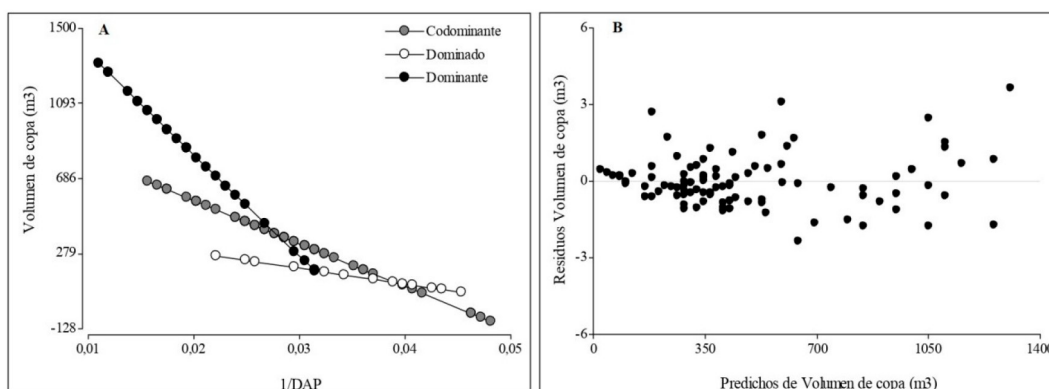 A
Codominante
Dominado
Dominante
Volumen de copa (m3)
1500
1093
686
279
-128
0,01
0,02
0,03
0,04
0,05
1/DAP
B
Residuos Volumen de copa (m3)
6
3
0
-3
-6
0
350
700
1050
1400
Predichos de Volumen de copa (m3)